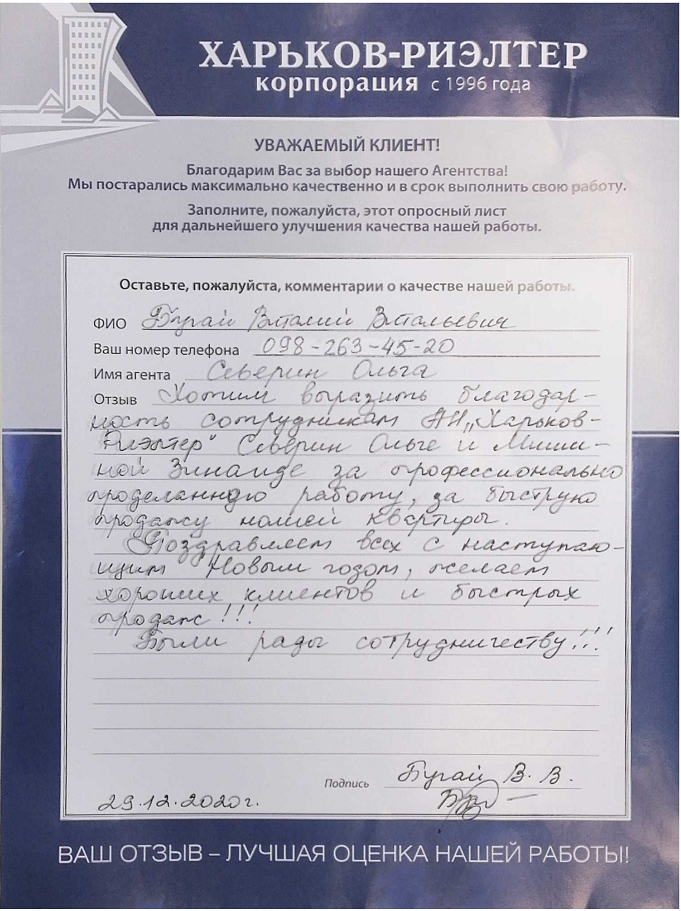 ХАРЬКОВ-РИЭЛТЕР
корпорация с 1996 года
УВАЖАЕМЫЙ КЛИЕНТ!
Благодарим Вас за выбор нашего Агентства!
Мы постарались максимально качественно и в срок выполнить свою работу.
Заполните, пожалуйста, этот опросный лист
для дальнейшего улучшения качества нашей работы.
Оставьте, пожалуйста, комментарии о качестве нашей работы.
ФИО Бугай Виталий Витальевич
Ваш номер телефона 098-263-45-20
Имя агента Северин Ольга
Отзыв Хотим выразить благодар-
ность сотрудникам АН „Харьков-
Риэлтер" Северин Ольге и Миши-
ной Зинаиде за профессионально
проделанную работу, за быструю
продажу нашей квартиры.
Поздравляем всех с наступаю-
щим Новым годом, желаем
хороших клиентов и быстрых
продаж!!!
Были рады сотрудничеству!!!
Подпись Бугай В. В.
29.12.2020г.
ВАШ ОТЗЫВ – ЛУЧШАЯ ОЦЕНКА НАШЕЙ РАБОТЫ!